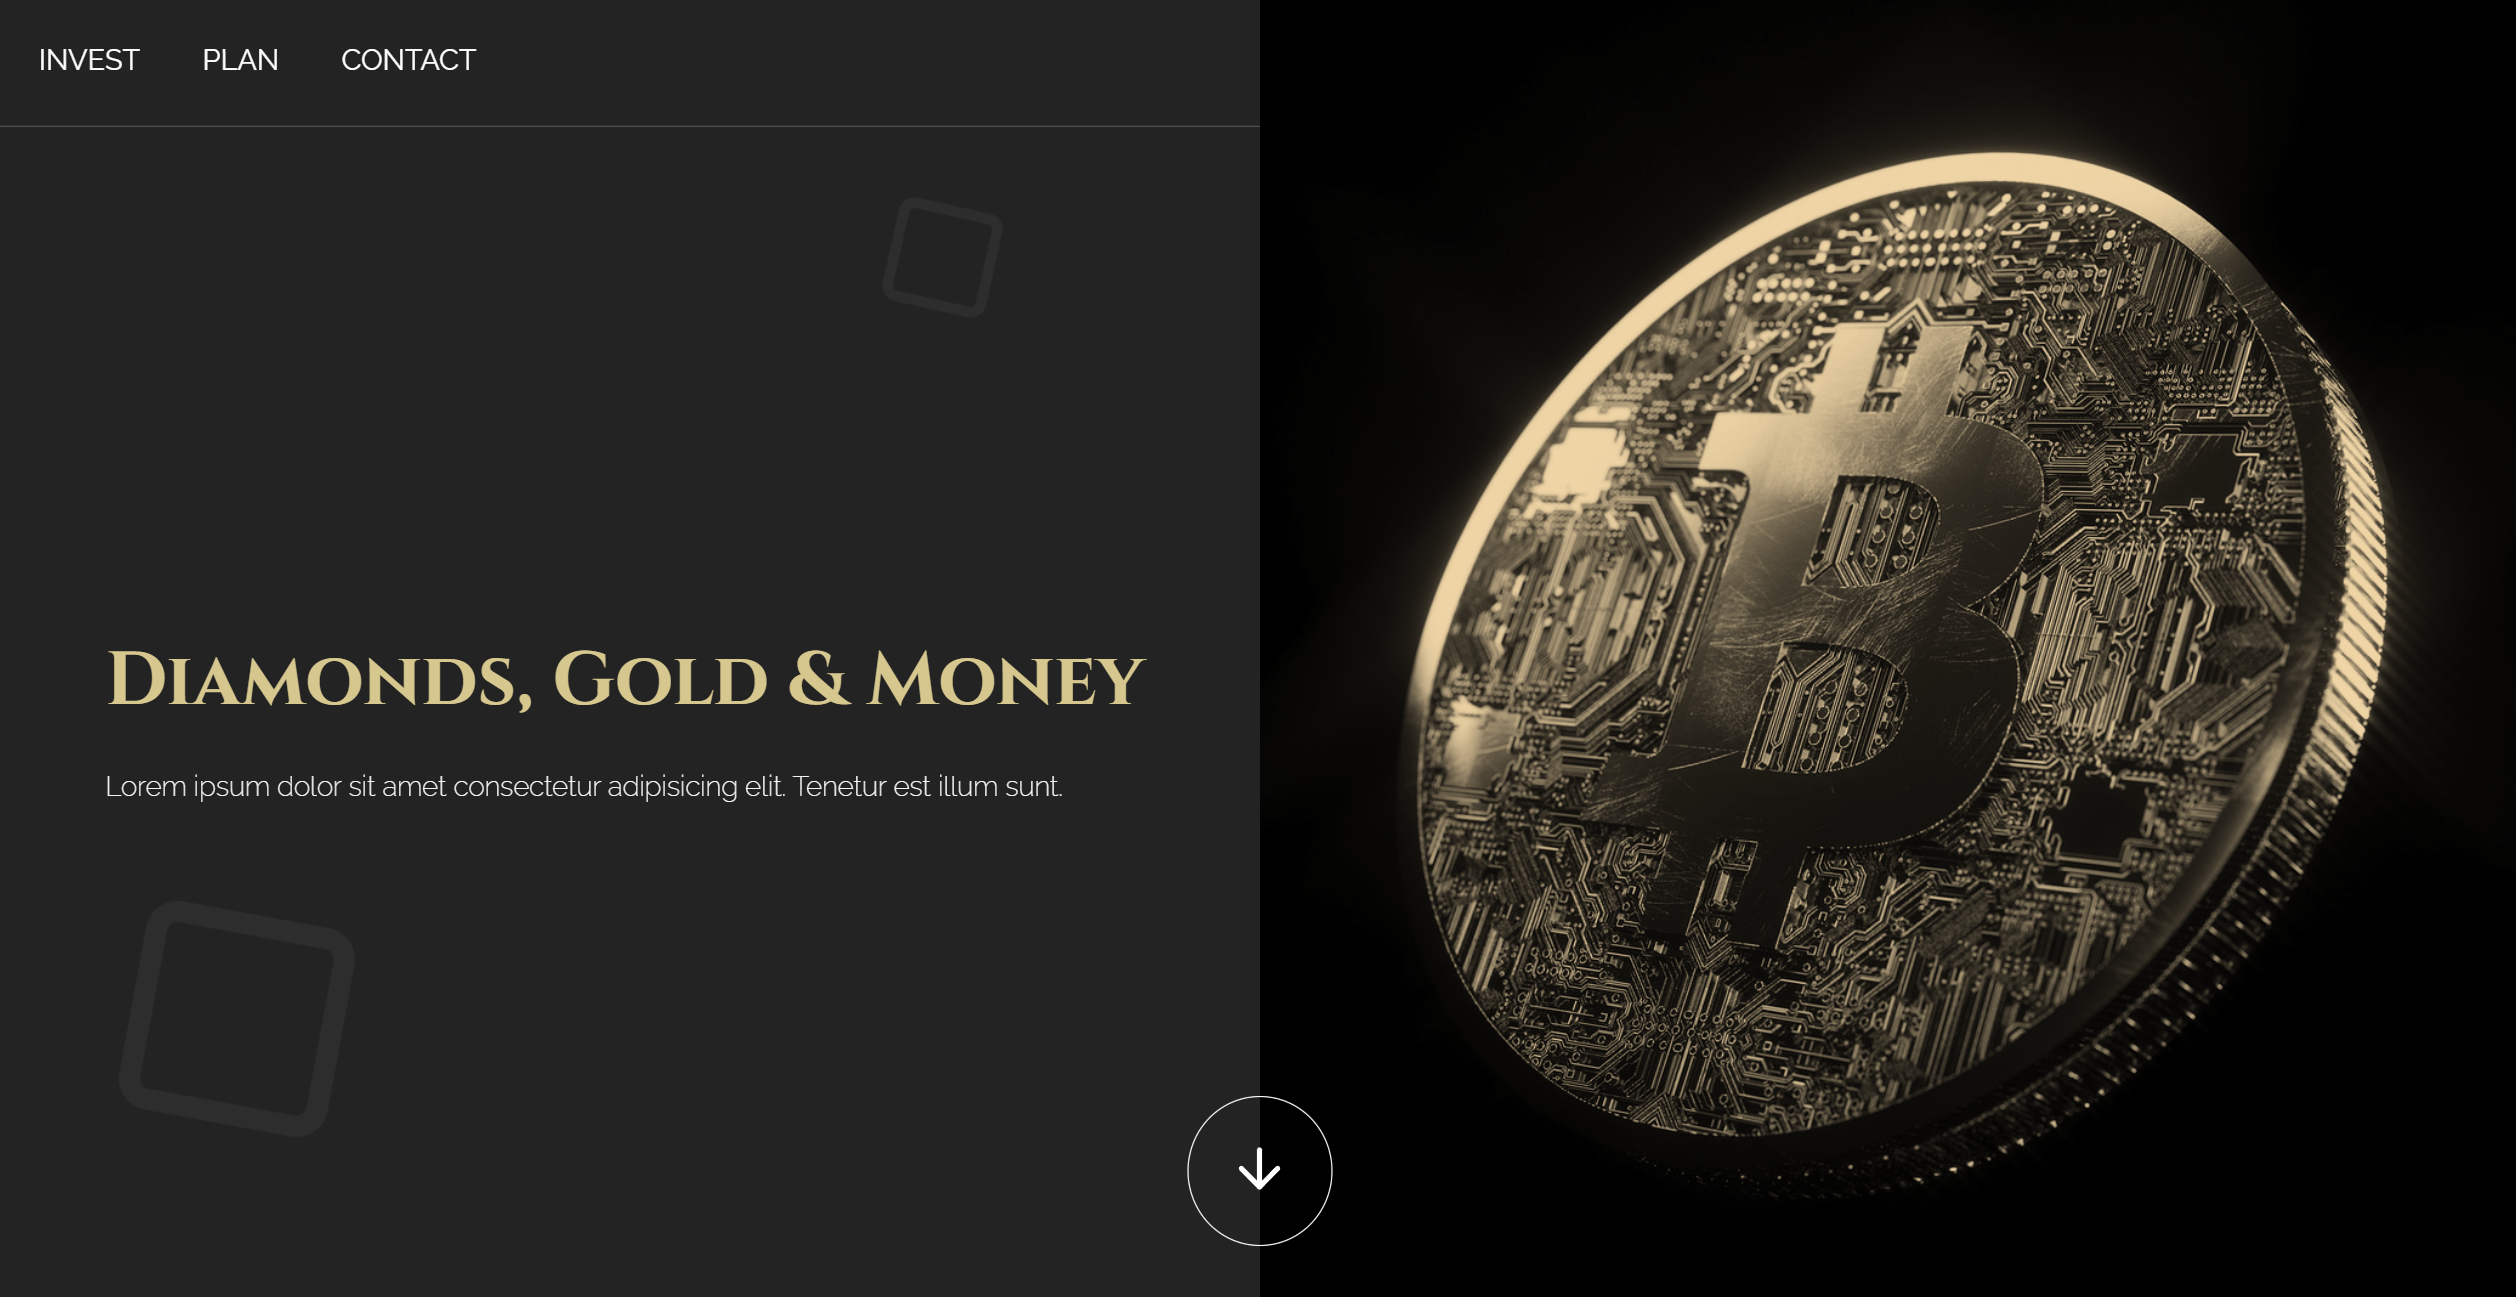 INVEST PLAN CONTACT
Diamonds, Gold & Money
Lorem ipsum dolor sit amet consectetur adipisicing elit. Tenetur est illum sunt.